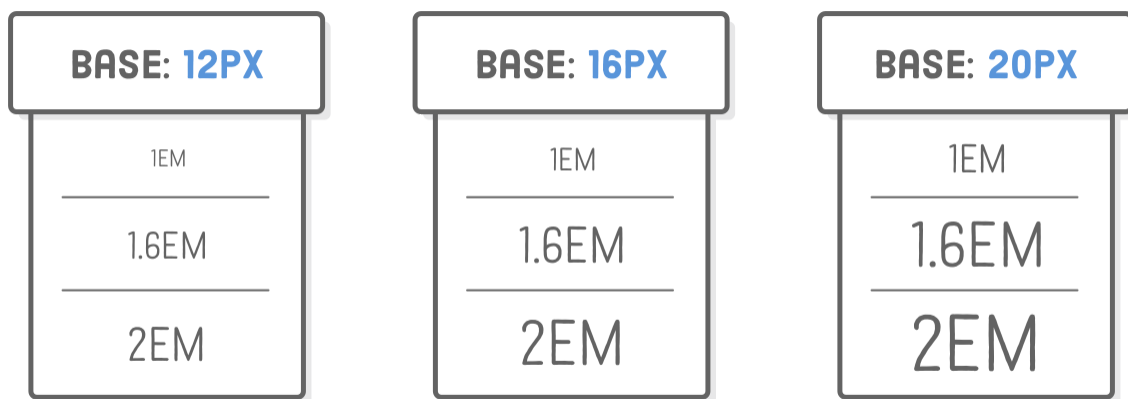 BASE: 12PX
1EM
1.6EM
2EM
BASE: 16PX
1EM
1.6EM
2EM
BASE: 20PX
1EM
1.6EM
2EM